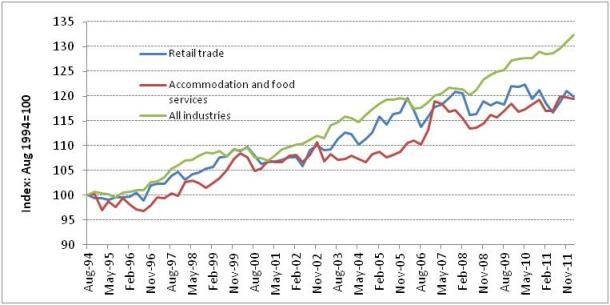 Index: Aug 1994=100
135
130
125
120
115
110
105
100
95
90
Retail trade
Accommodation and food
services
All industries
Aug-94
May-95
Feb-96
Nov-96
Aug-97
May-98
Feb-99
Nov-99
Aug-00
May-01
Feb-02
Nov-02
Aug-03
May-04
Feb-05
Nov-05
Aug-06
May-07
Feb-08
Nov-08
Aug-09
May-10
Feb-11
Nov-11